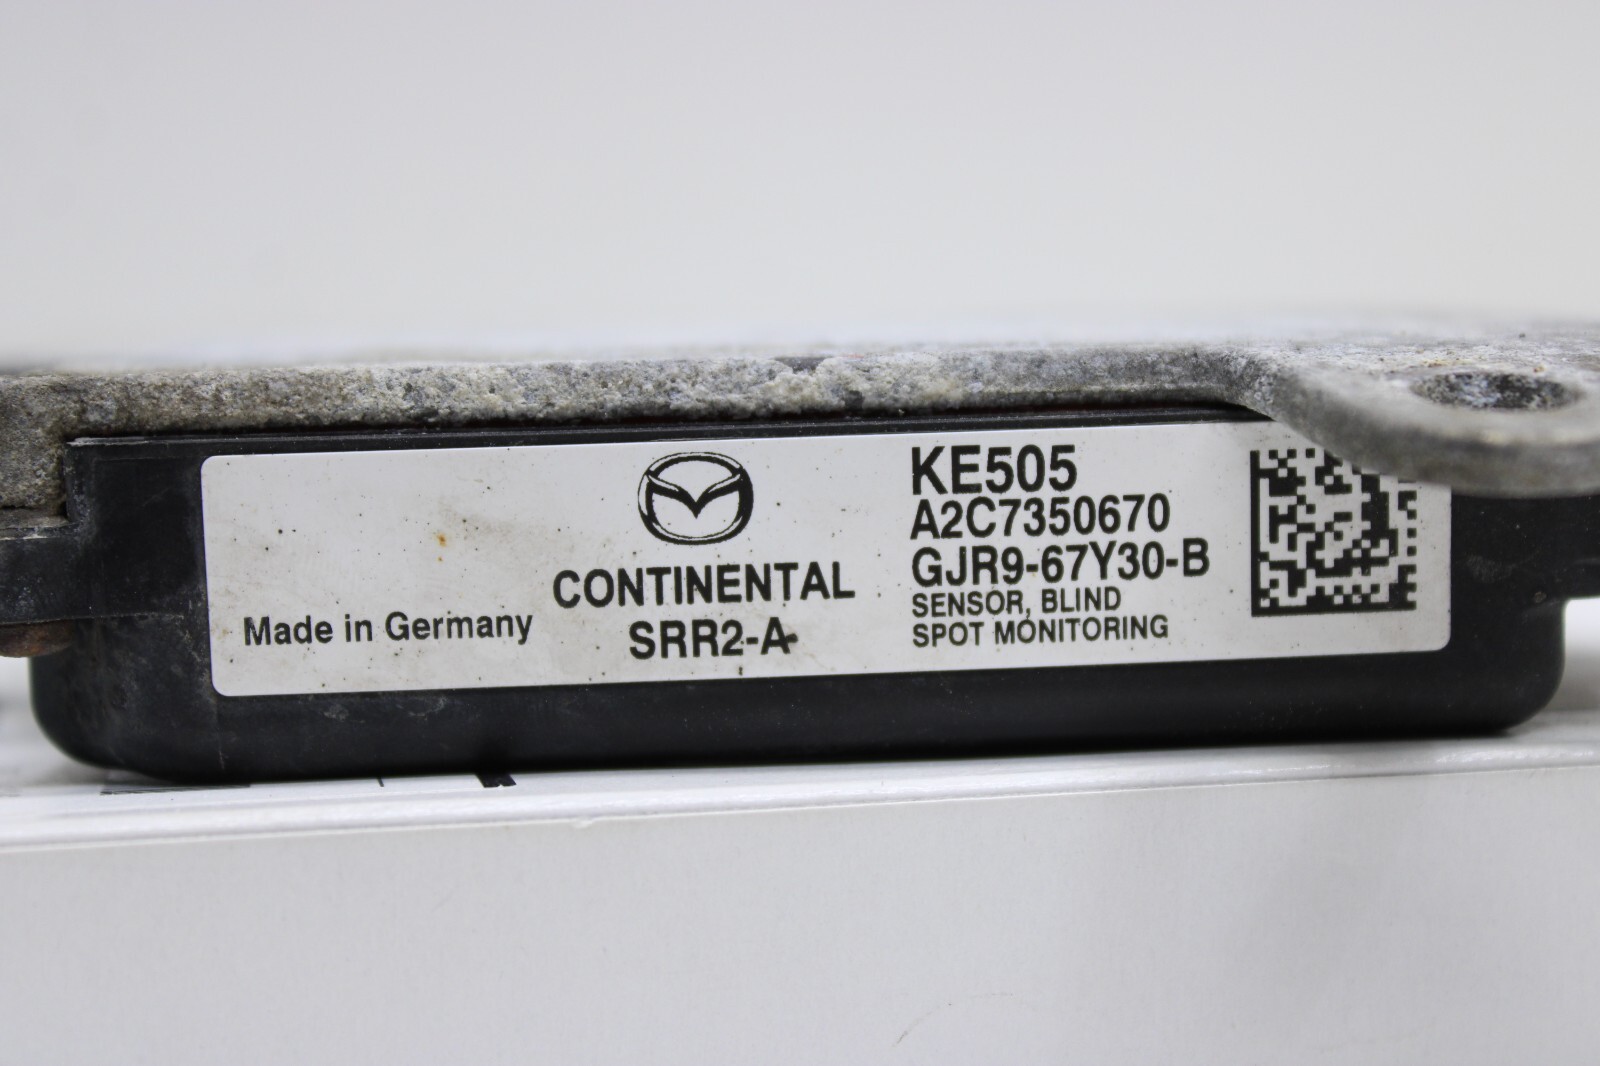 KE505
A2C7350670
GJR9-67Y30-B
SENSOR, BLIND
SPOT MONITORING
CONTINENTAL
SRR2-A
Made in Germany